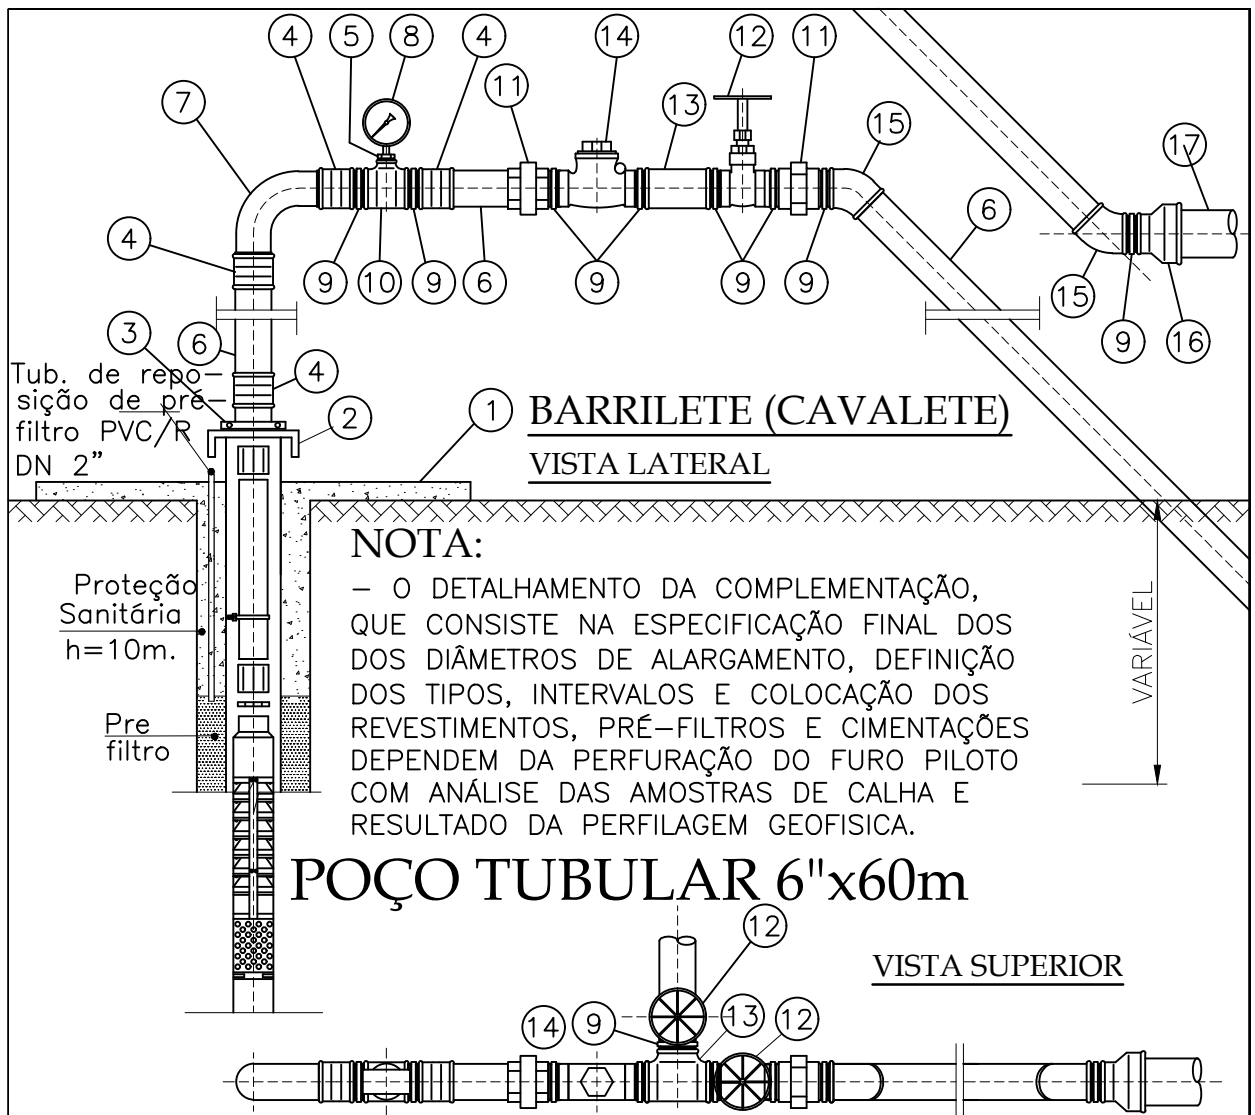 4
5
8
4
14
12
11
7
11
13
15
17
4
9
10
9
6
9
9
9
6
15
9
16
3
6
4
Tub. de repo-
sição de pré-
filtro PVC/R
DN 2"
2
1
BARRILETE (CAVALETE)
VISTA LATERAL
NOTA:
- O DETALHAMENTO DA COMPLEMENTAÇÃO,
QUE CONSISTE NA ESPECIFICAÇÃO FINAL DOS
DOS DIÂMETROS DE ALARGAMENTO, DEFINIÇÃO
DOS TIPOS, INTERVALOS E COLOCAÇÃO DOS
REVESTIMENTOS, PRÉ-FILTROS E CIMENTAÇÕES
DEPENDEM DA PERFURAÇÃO DO FURO PILOTO
COM ANÁLISE DAS AMOSTRAS DE CALHA E
RESULTADO DA PERFILAGEM GEOFISICA.
Proteção
Sanitária
h=10m.
Pre
filtro
VARIÁVEL
POÇO TUBULAR 6"x60m
12
VISTA SUPERIOR
14
9
13
12